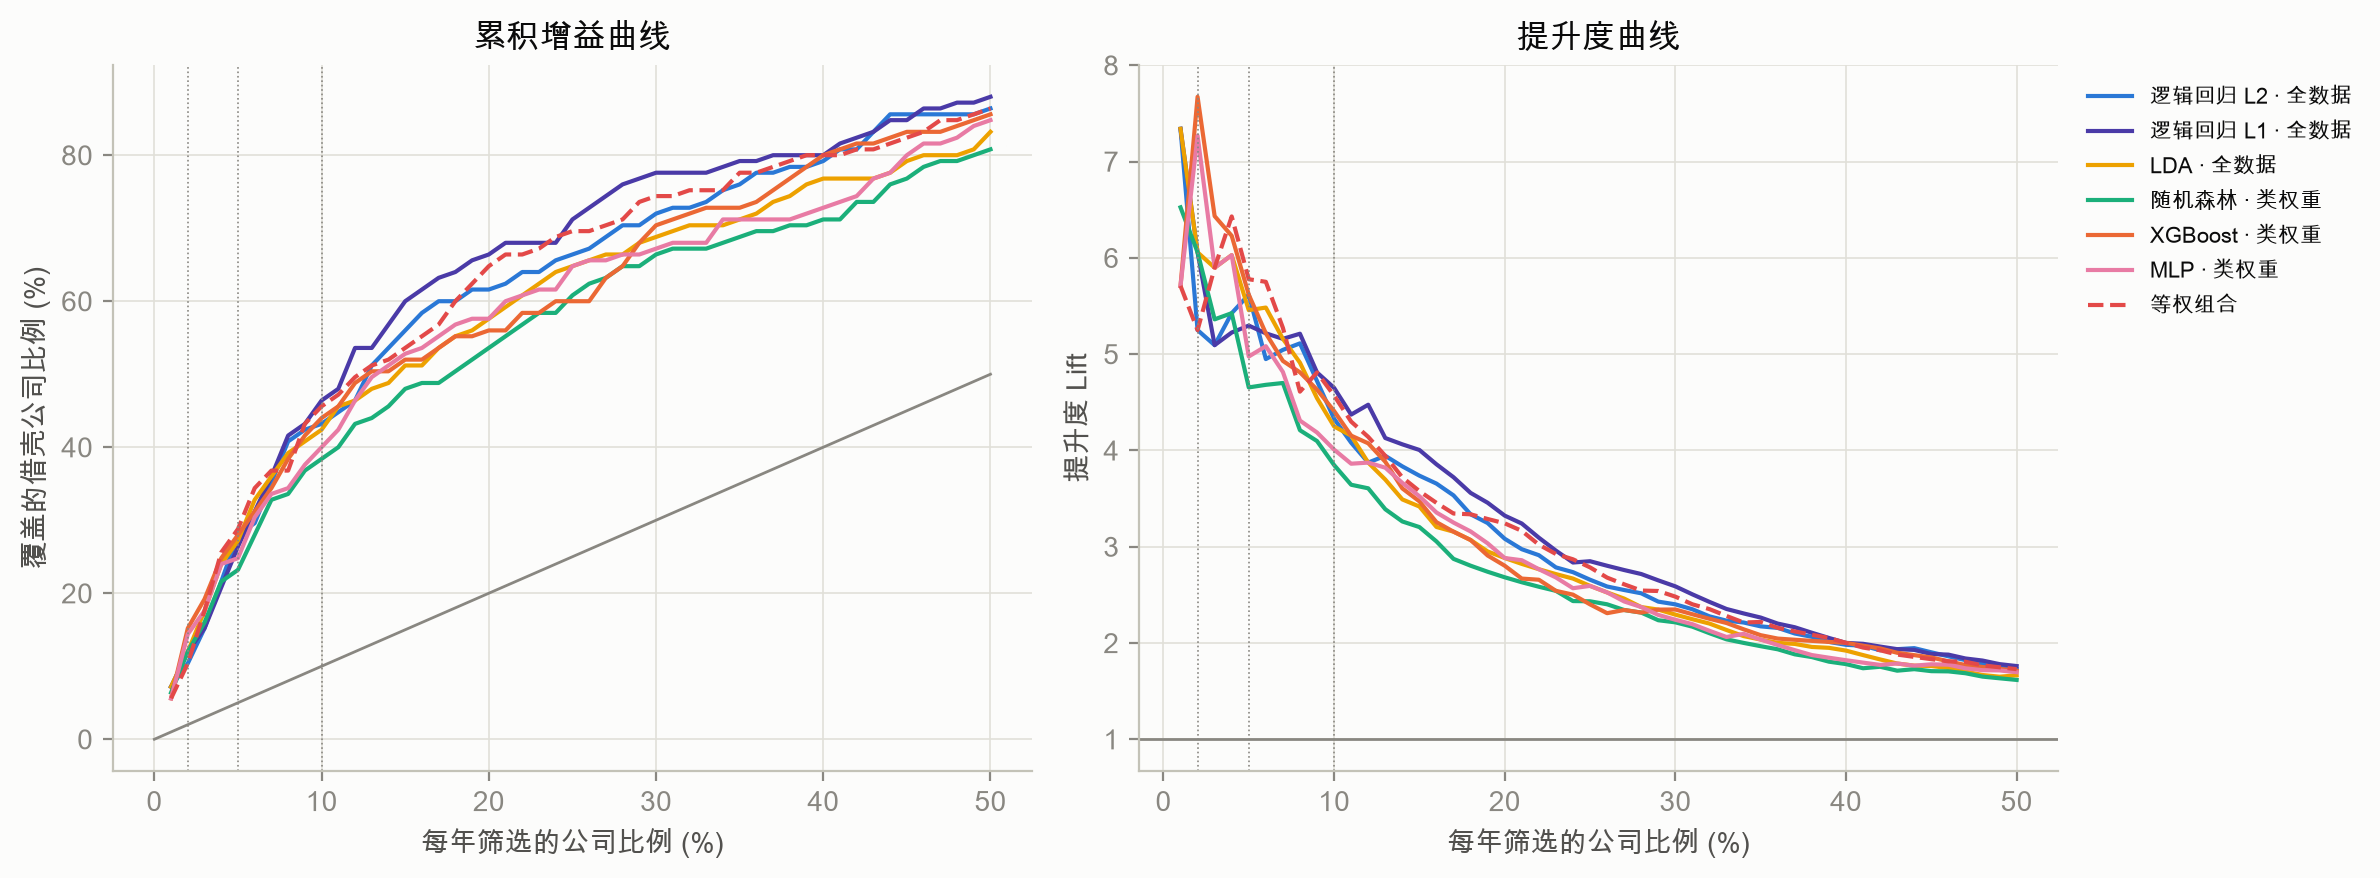 累积增益曲线
覆盖的借壳公司比例 (%)
80
60
40
20
0
0 10 20 30 40 50
每年筛选的公司比例 (%)
提升度曲线
提升度 Lift
8
7
6
5
4
3
2
1
0 10 20 30 40 50
每年筛选的公司比例 (%)
逻辑回归 L2 · 全数据
逻辑回归 L1 · 全数据
LDA · 全数据
随机森林 · 类权重
XGBoost · 类权重
MLP · 类权重
等权组合